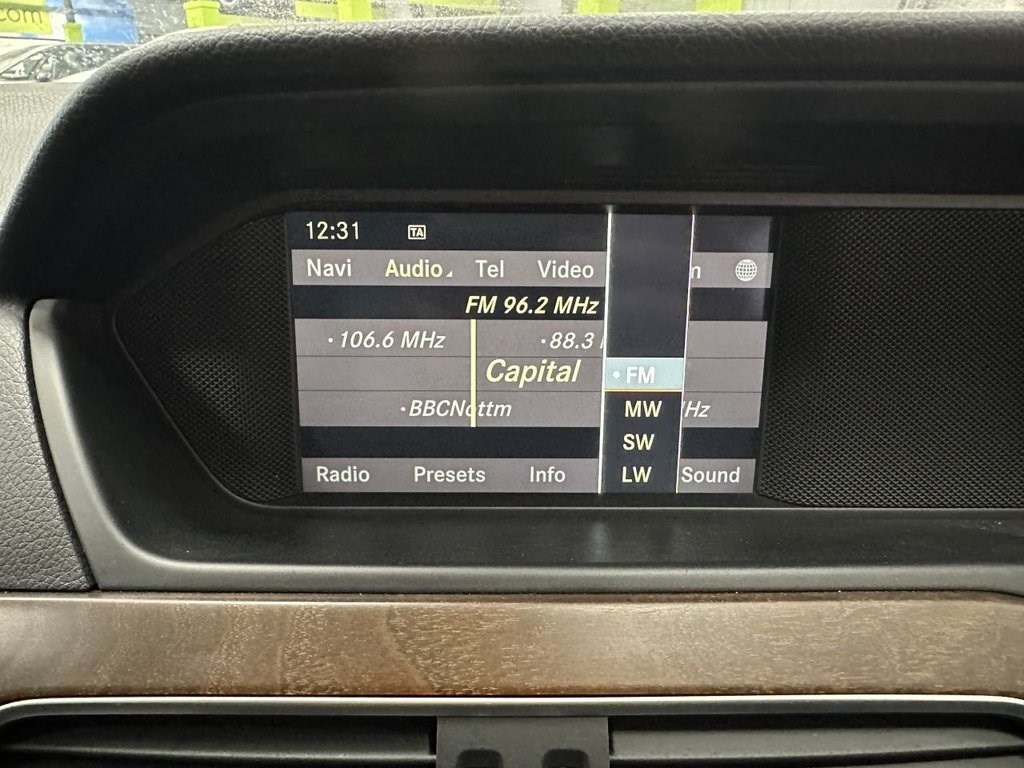 .com
12:31 TA
Navi Audio Tel Video
FM 96.2 MHz
·106.6 MHz ·88.3
Capital
·BBCNottm
• FM
MW
SW
LW
Radio Presets Info Sound